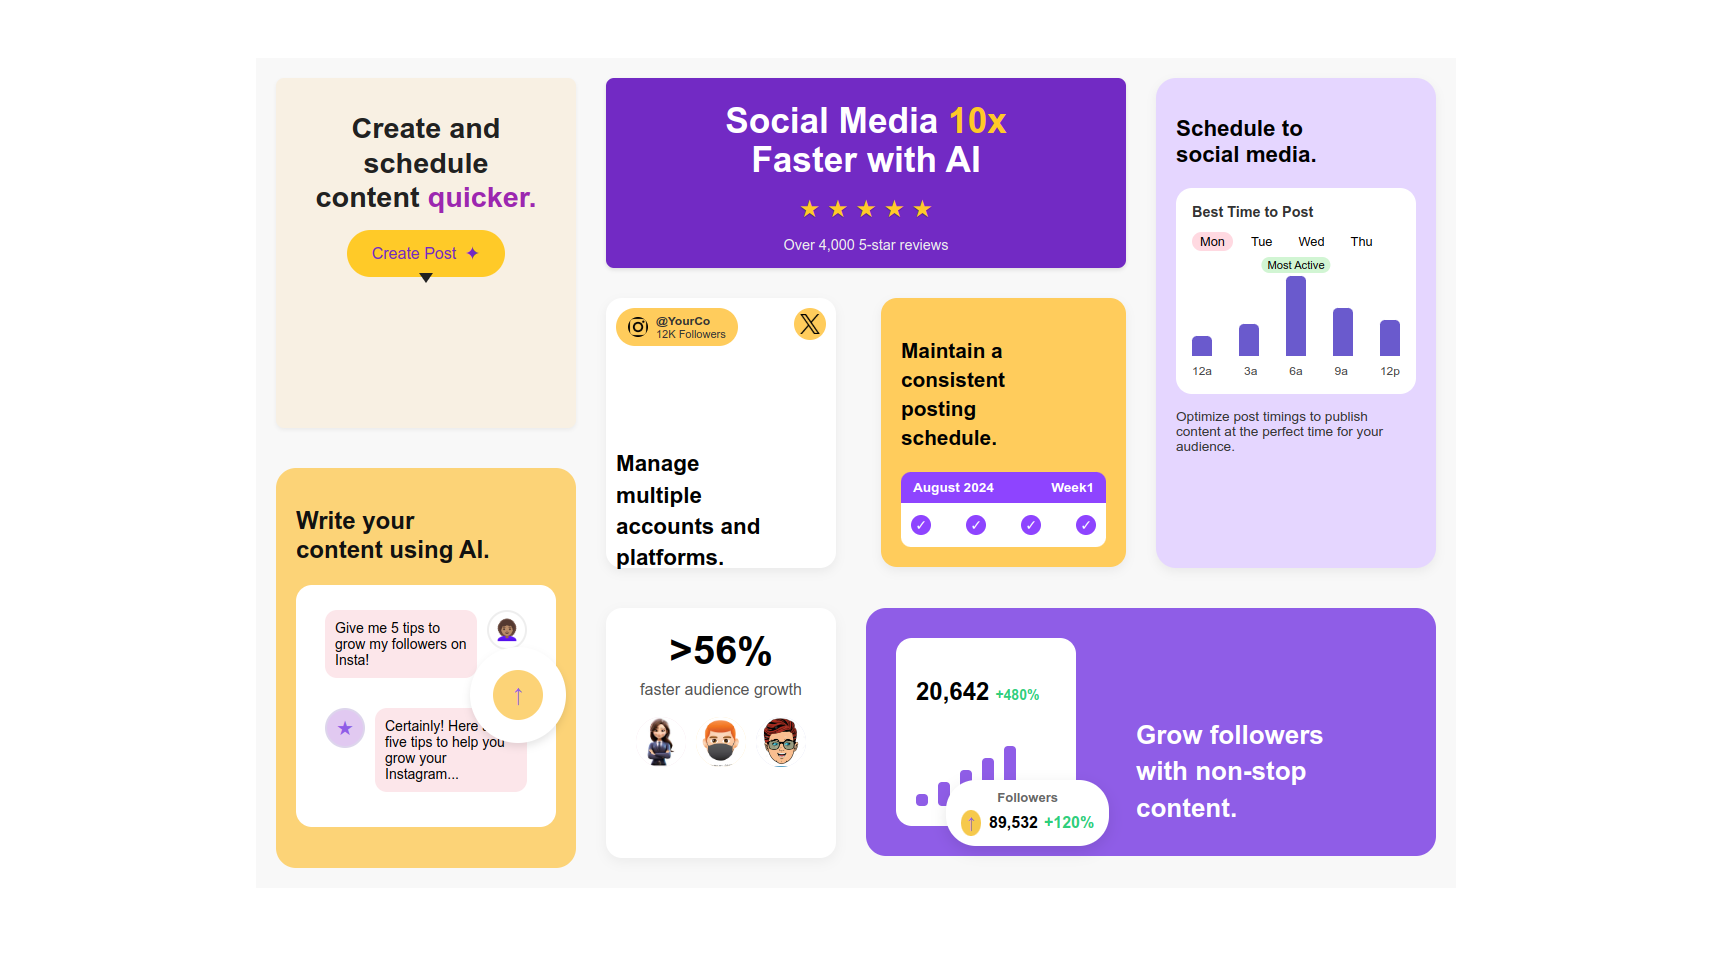 Create and
schedule
content quicker.
Create Post
Social Media 10x
Faster with AI
Over 4,000 5-star reviews
Schedule to
social media.
Best Time to Post
Mon Tue Wed Thu
Most Active
12a 3a 6a 9a 12p
Optimize post timings to publish
content at the perfect time for your
audience.
@YourCo
12K Followers
Manage
multiple
accounts and
platforms.
Maintain a
consistent
posting
schedule.
August 2024 Week1
Write your
content using AI.
Give me 5 tips to
grow my followers on
Insta!
Certainly! Here
five tips to help you
grow your
Instagram...
>56%
faster audience growth
20,642 +480%
Followers
89,532 +120%
Grow followers
with non-stop
content.